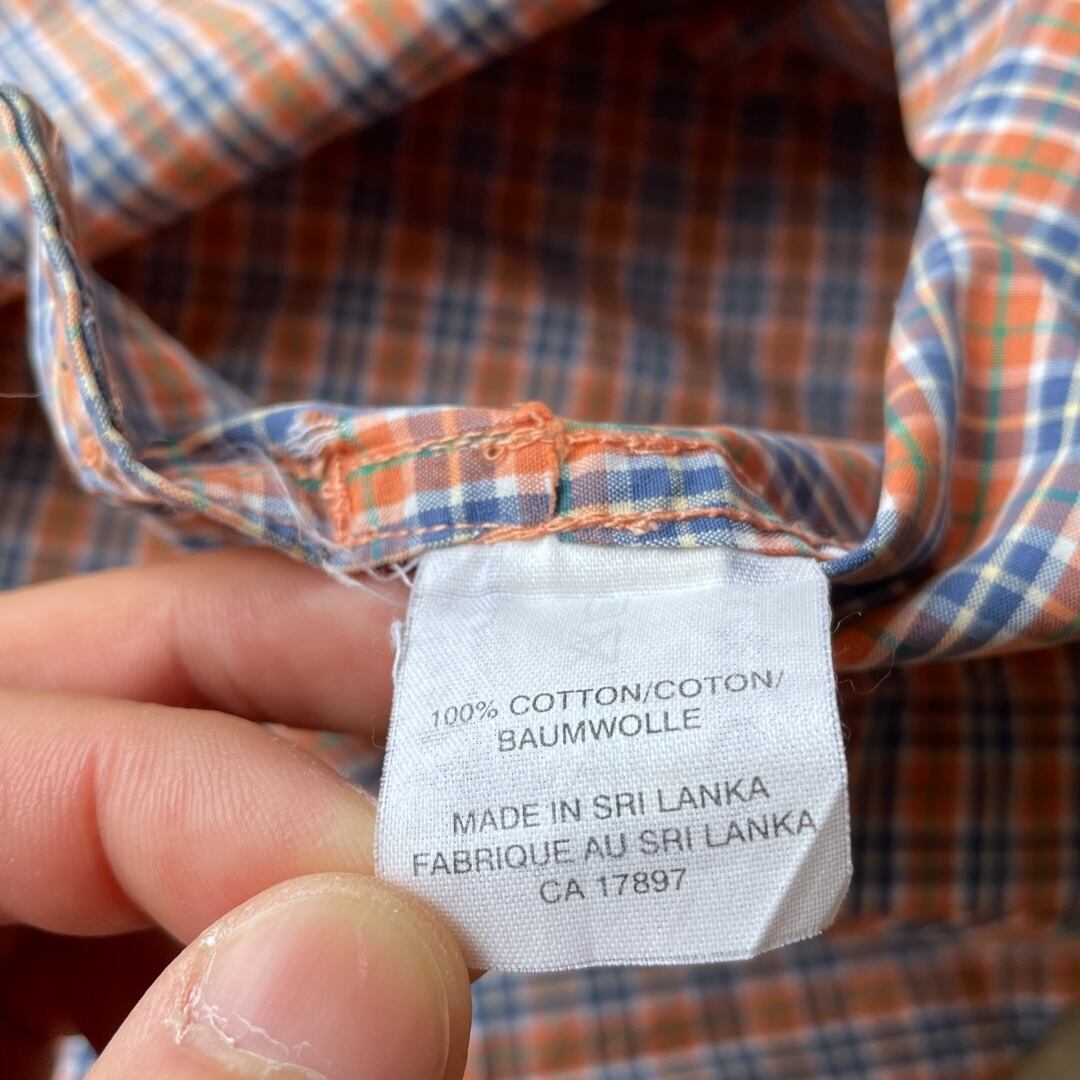 100% COTTON/COTON/
BAUMWOLLE
MADE IN SRI LANKA
FABRIQUE AU SRI LANKA
CA 17897